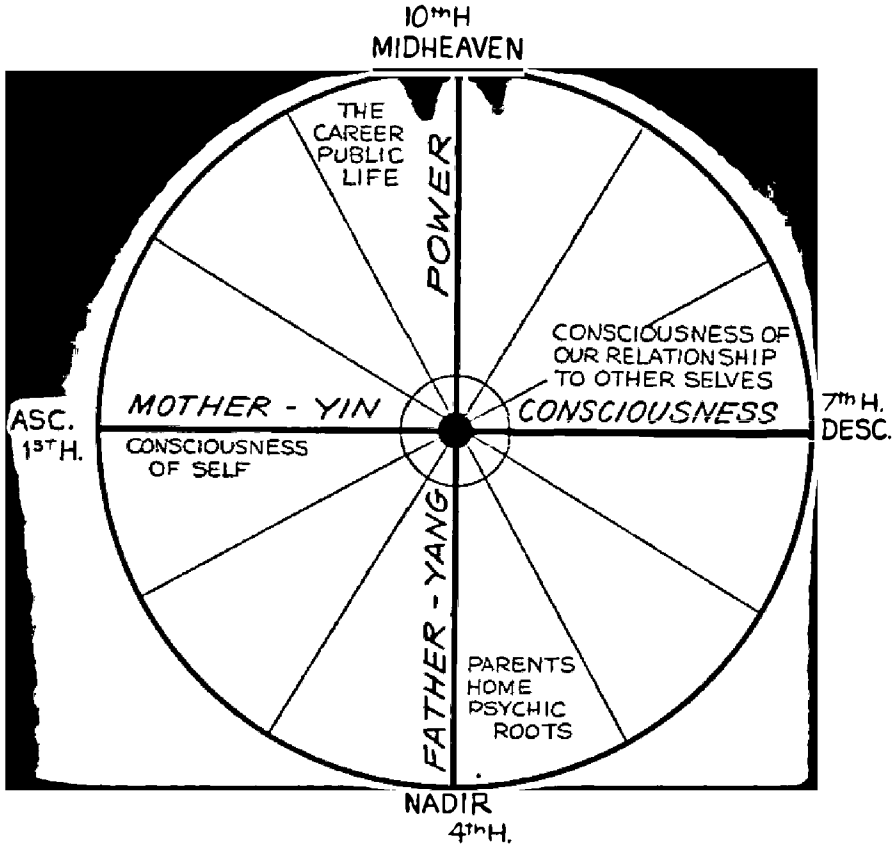 10thH
MIDHEAVEN
THE
CAREER
PUBLIC
LIFE
POWER
CONSCIOUSNESS OF
OUR RELATIONSHIP
TO OTHER SELVES
MOTHER - YIN
CONSCIOUSNESS
7th H.
DESC.
ASC.
1ST H.
CONSCIOUSNESS
OF SELF
FATHER - YANG
PARENTS
HOME
PSYCHIC
ROOTS
NADIR
4th H.